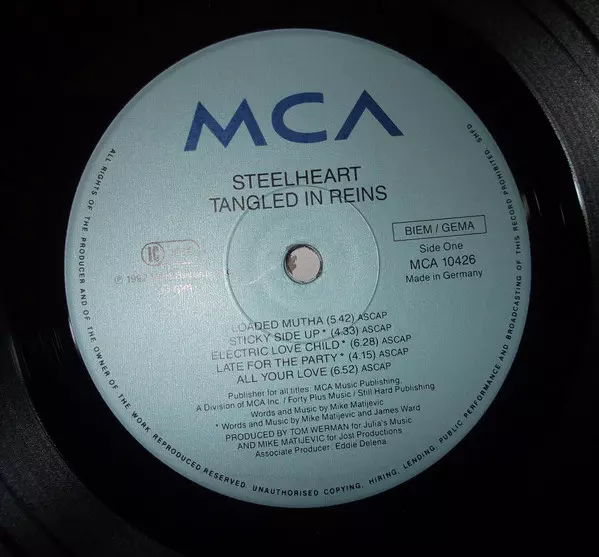 MCA
STEELHEART
TANGLED IN REINS
BIEM / GEMA
Side One
MCA 10426
Made in Germany
LC
LOADED MUTHA (5.42) ASCAP
STICKY SIDE UP * (4.33) ASCAP
ELECTRIC LOVE CHILD * (6.28) ASCAP
LATE FOR THE PARTY * (4.15) ASCAP
ALL YOUR LOVE (6.52) ASCAP
Publisher for all titles: MCA Music Publishing,
A Division of MCA Inc. / Forty Plus Music / Still Hard Publishing
Words and Music by Mike Matijevic
* Words and Music by Mike Matijevic and James Ward
PRODUCED BY TOM WERMAN for Julia's Music
AND MIKE MATIJEVIC for Jost Productions
Associate Producer: Eddie Delena
ALL RIGHTS OF THE PRODUCER AND OF THE OWNER OF THE WORK REPRODUCED RESERVED. UNAUTHORISED COPYING, HIRING, LENDING, PUBLIC PERFORMANCE AND BROADCASTING OF THIS RECORD PROHIBITED. SHFD